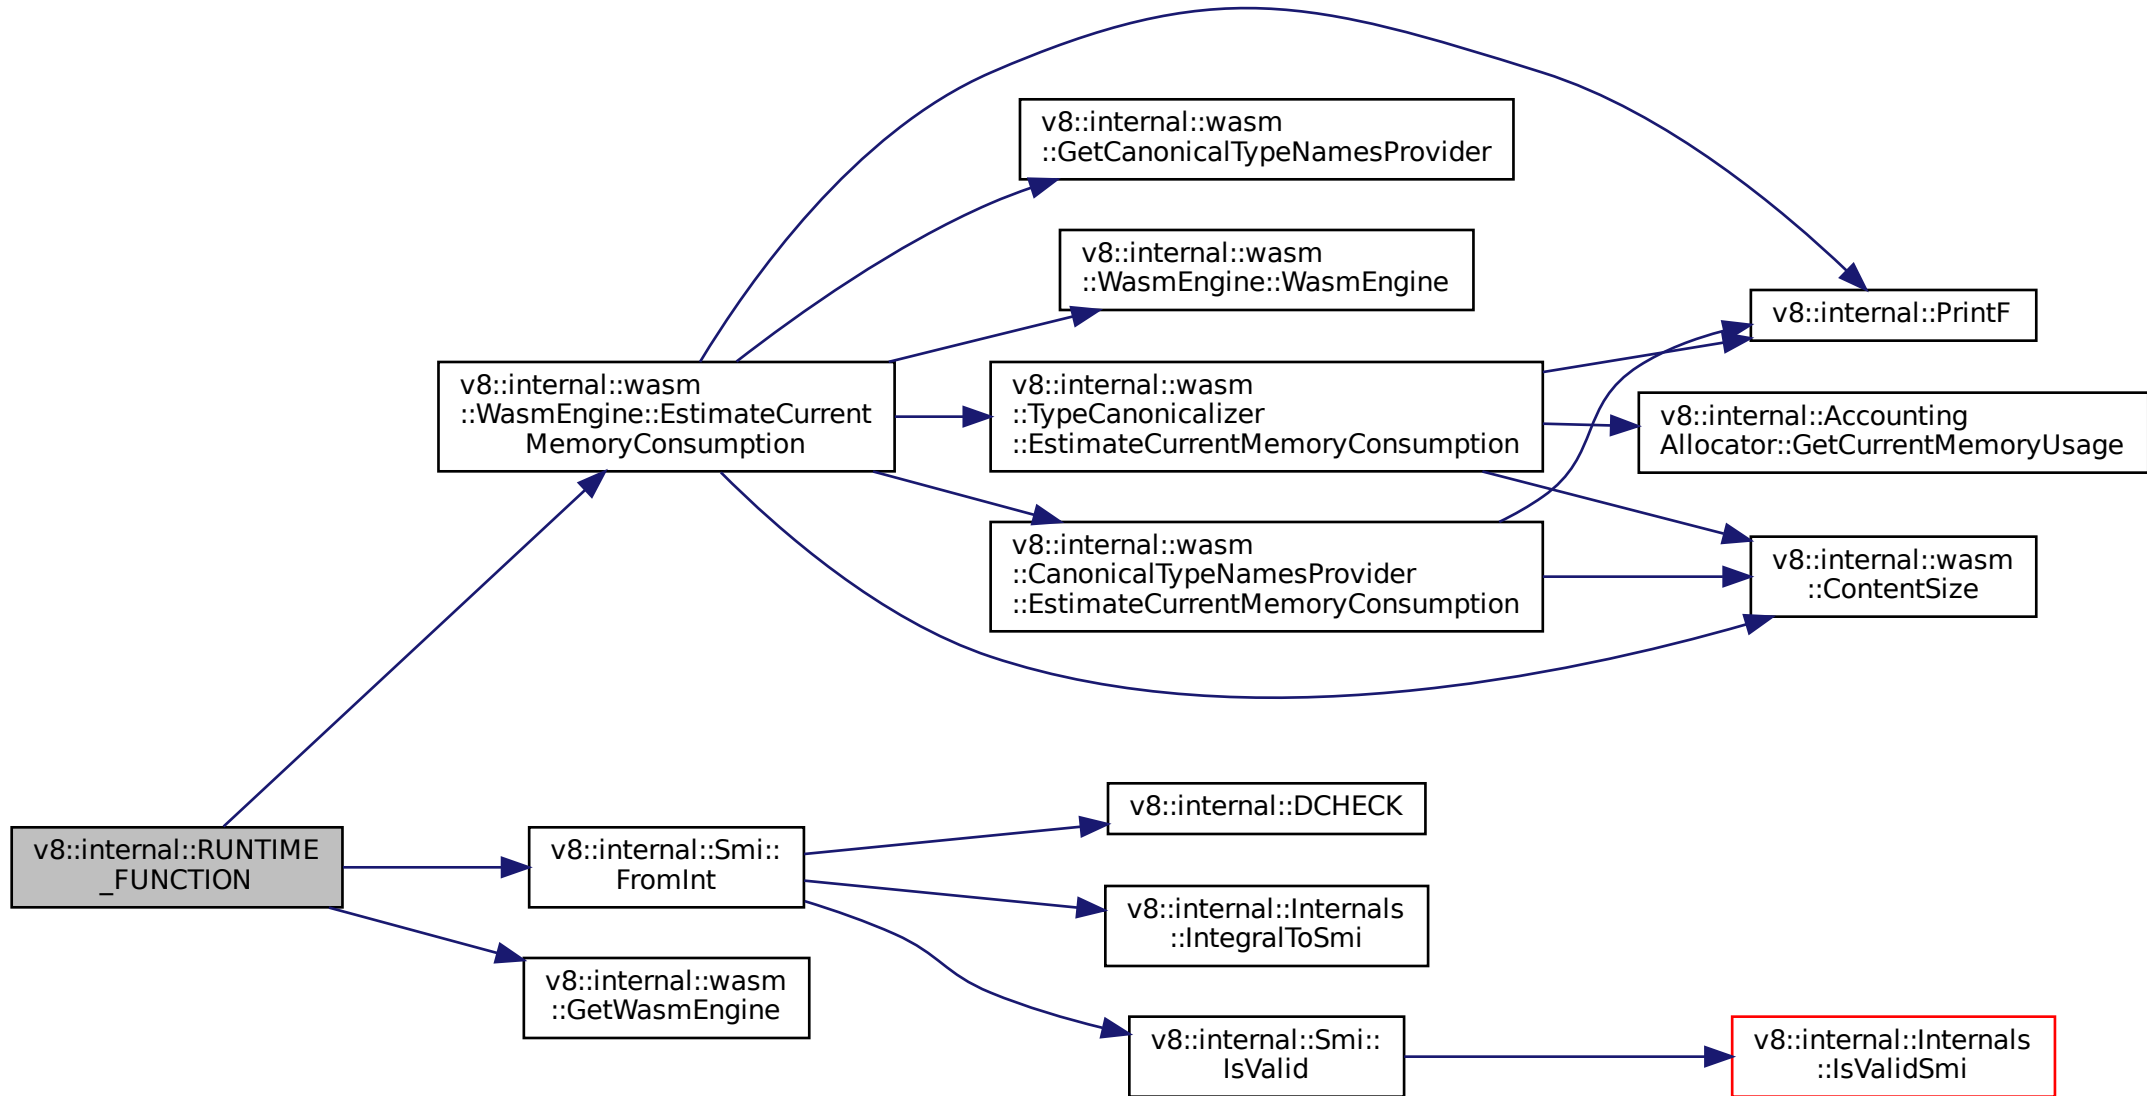 v8::internal::wasm
::GetCanonicalTypeNamesProvider
v8::internal::wasm
::WasmEngine::WasmEngine
v8::internal::PrintF
v8::internal::wasm
::WasmEngine::EstimateCurrent
MemoryConsumption
v8::internal::wasm
::TypeCanonicalizer
::EstimateCurrentMemoryConsumption
v8::internal::Accounting
Allocator::GetCurrentMemoryUsage
v8::internal::wasm
::CanonicalTypeNamesProvider
::EstimateCurrentMemoryConsumption
v8::internal::wasm
::ContentSize
v8::internal::RUNTIME
_FUNCTION
v8::internal::Smi::
FromInt
v8::internal::DCHECK
v8::internal::Internals
::IntegralToSmi
v8::internal::wasm
::GetWasmEngine
v8::internal::Smi::
IsValid
v8::internal::Internals
::IsValidSmi